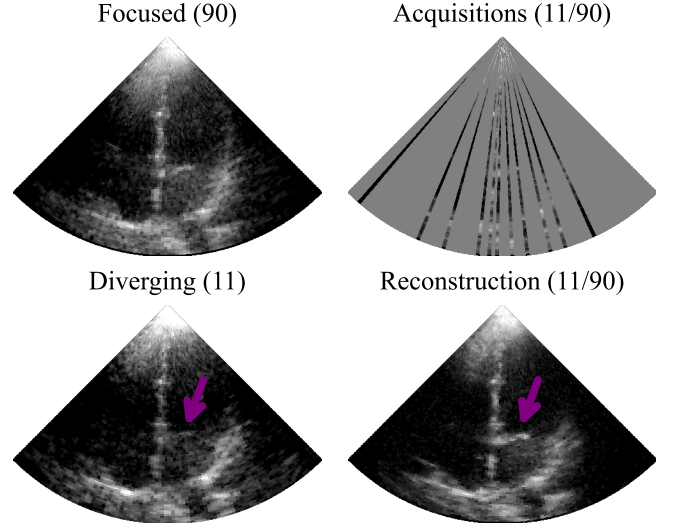 Focused (90)
Acquisitions (11/90)
Diverging (11)
Reconstruction (11/90)